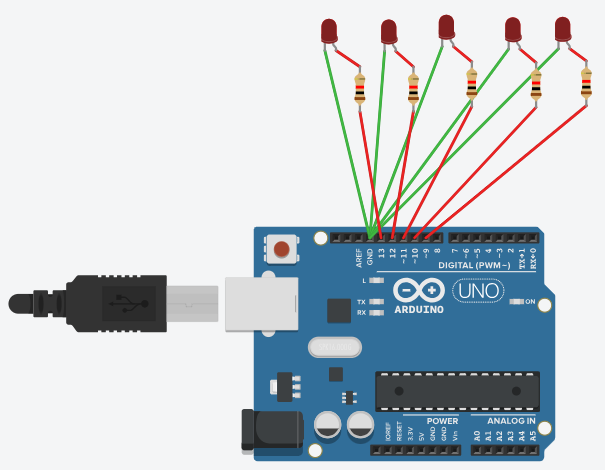 AREF
GND
13
12
~11
~10
~9
8
7
~6
~5
4
~3
2
TX→1
RX←0
DIGITAL (PWM~)
L
TX
RX
ARDUINO
UNO
ON
POWER
ANALOG IN
IOREF
RESET
3.3V
5V
GND
GND
Vin
A0
A1
A2
A3
A4
A5